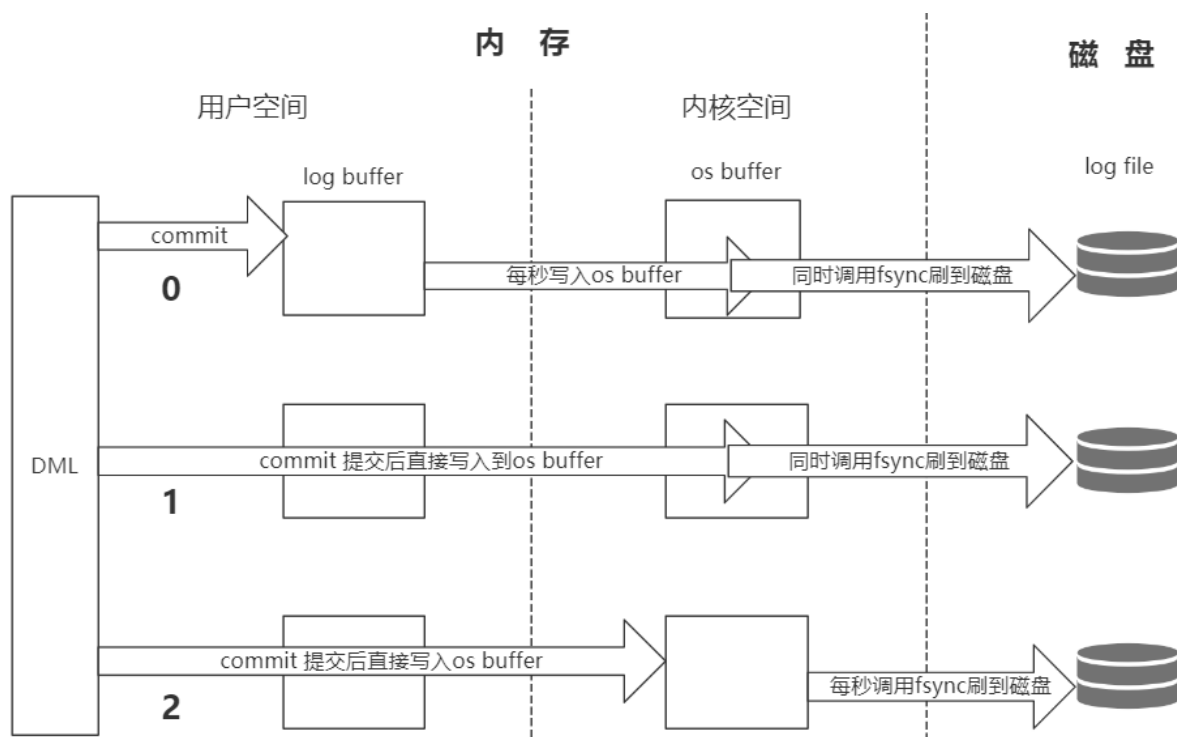 内 存
磁 盘
用户空间
内核空间
log buffer
os buffer
log file
commit
0
每秒写入os buffer
同时调用fsync刷到磁盘
DML
commit 提交后直接写入到os buffer
同时调用fsync刷到磁盘
1
commit 提交后直接写入os buffer
每秒调用fsync刷到磁盘
2